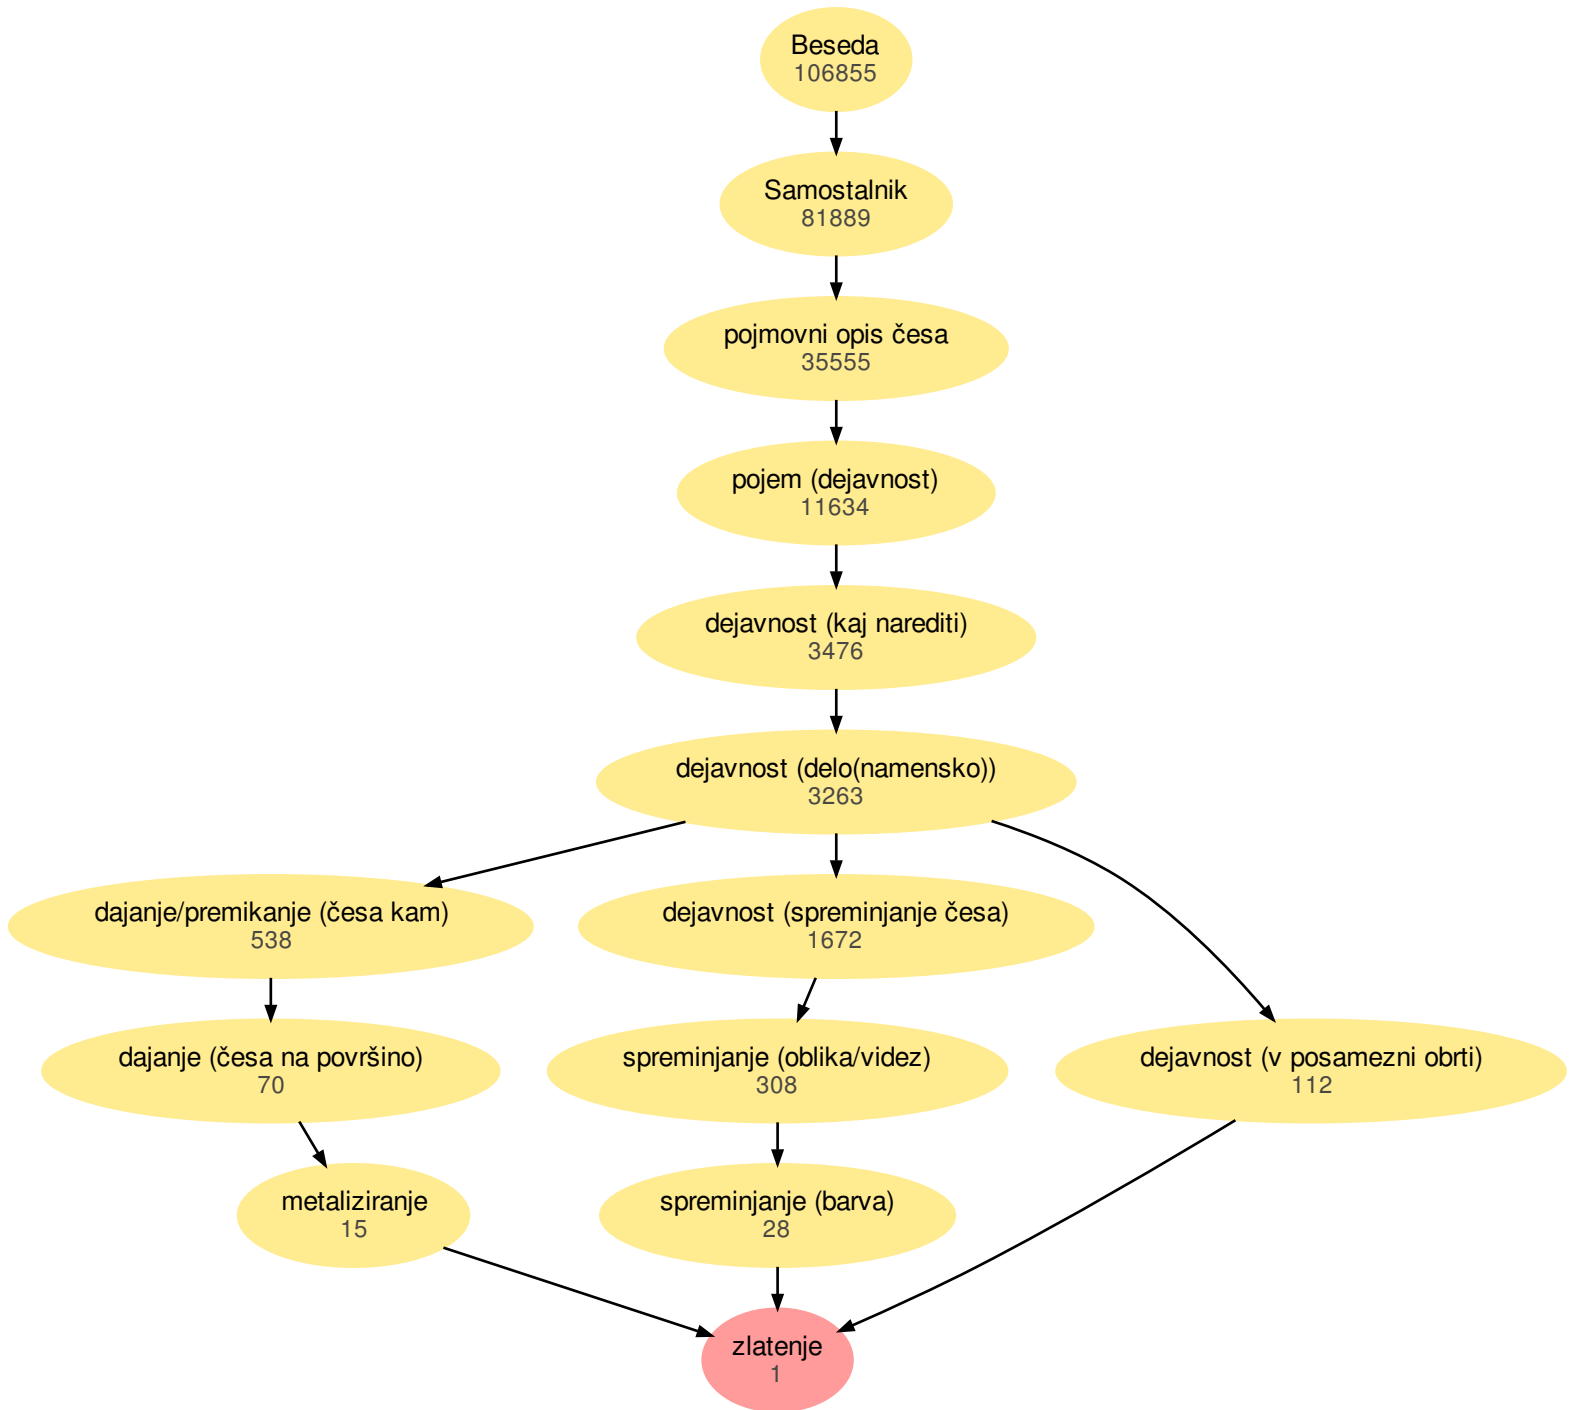 Beseda
106855
Samostalnik
81889
pojmovni opis česa
35555
pojem (dejavnost)
11634
dejavnost (kaj narediti)
3476
dejavnost (delo(namensko))
3263
dajanje/premikanje (česa kam)
538
dejavnost (spreminjanje česa)
1672
dajanje (česa na površino)
70
spreminjanje (oblika/videz)
308
dejavnost (v posamezni obrti)
112
metaliziranje
15
spreminjanje (barva)
28
zlatenje
1